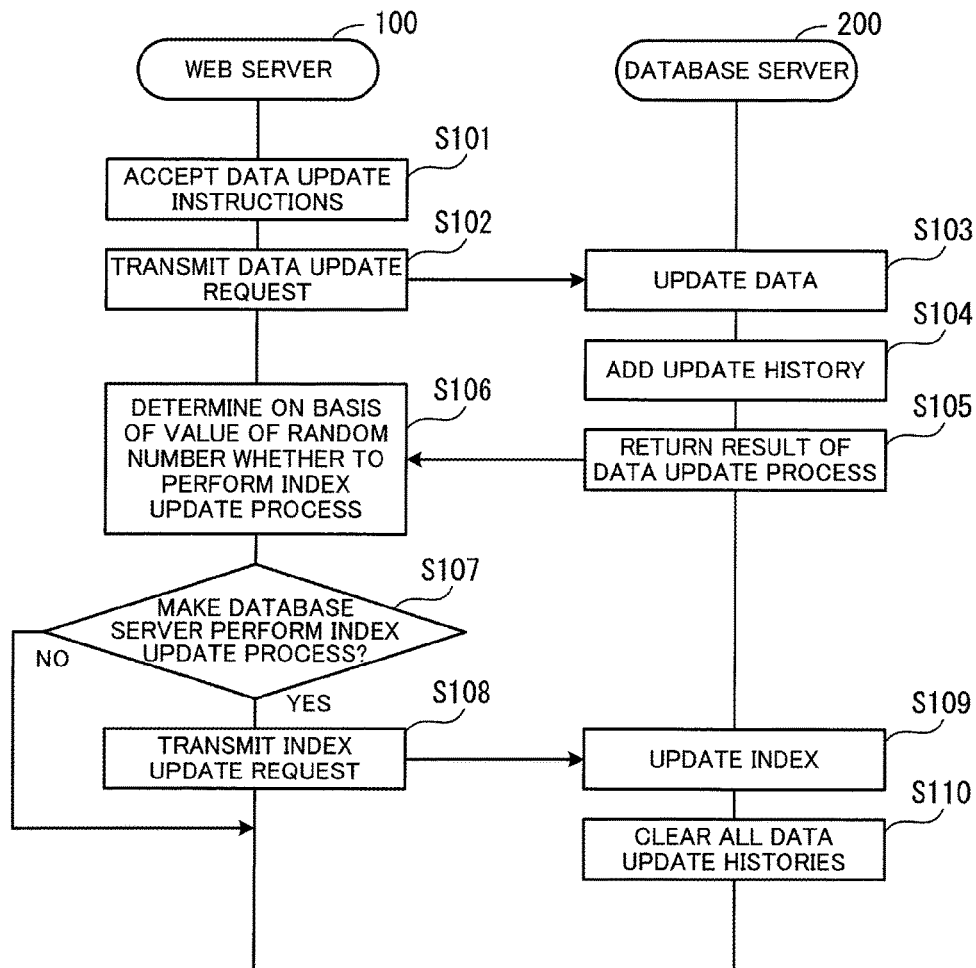 100
WEB SERVER
200
DATABASE SERVER
S101
ACCEPT DATA UPDATE
INSTRUCTIONS
S102
TRANSMIT DATA UPDATE
REQUEST
S103
UPDATE DATA
S104
ADD UPDATE HISTORY
S105
RETURN RESULT OF
DATA UPDATE PROCESS
S106
DETERMINE ON BASIS
OF VALUE OF RANDOM
NUMBER WHETHER TO
PERFORM INDEX
UPDATE PROCESS
S107
MAKE DATABASE
SERVER PERFORM INDEX
UPDATE PROCESS?
NO
YES
S108
TRANSMIT INDEX
UPDATE REQUEST
S109
UPDATE INDEX
S110
CLEAR ALL DATA
UPDATE HISTORIES